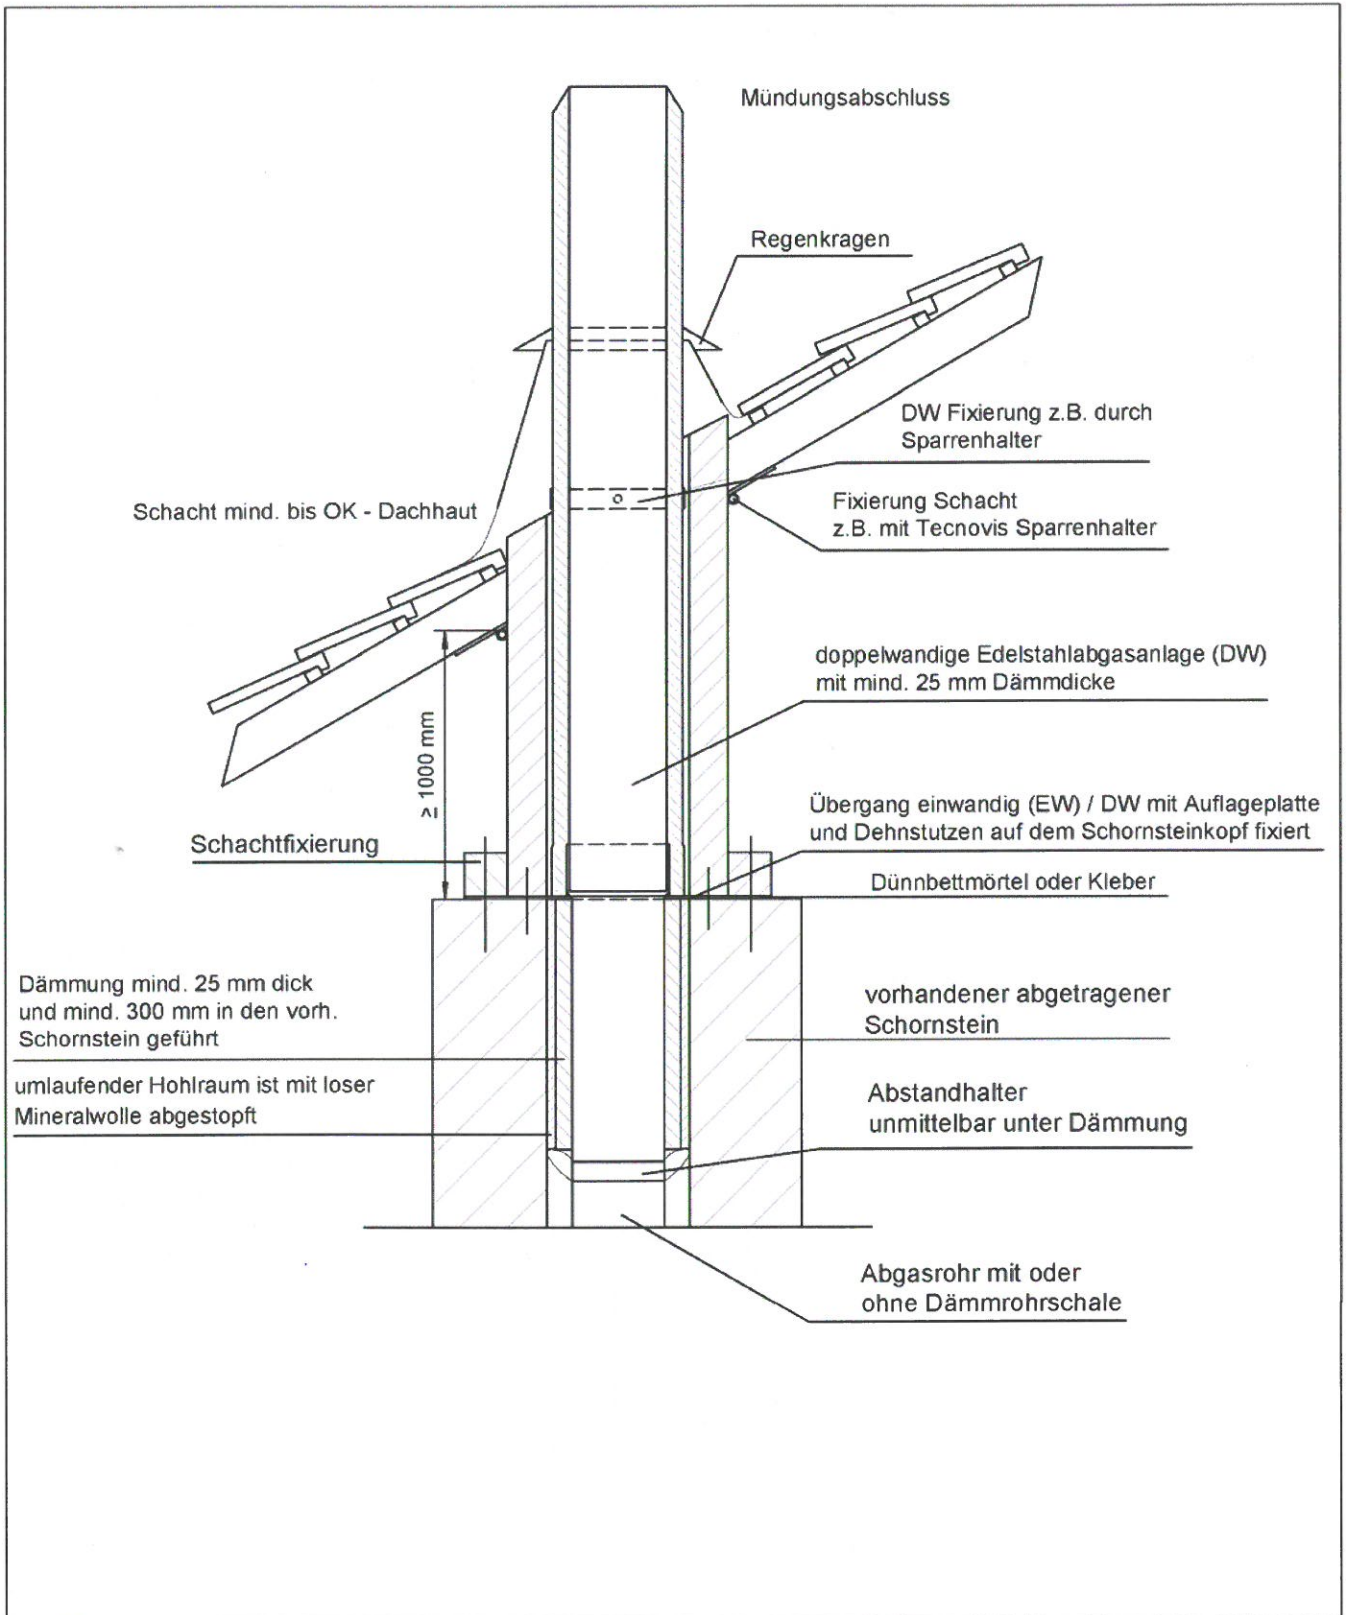 Mündungsabschluss
Regenkragen
DW Fixierung z.B. durch
Sparrenhalter
Schacht mind. bis OK - Dachhaut
Fixierung Schacht
z.B. mit Tecnovis Sparrenhalter
doppelwandige Edelstahlabgasanlage (DW)
mit mind. 25 mm Dämmdicke
≥ 1000 mm
Übergang einwandig (EW) / DW mit Auflageplatte
und Dehnstutzen auf dem Schornsteinkopf fixiert
Schachtfixierung
Dünnbettmörtel oder Kleber
Dämmung mind. 25 mm dick
und mind. 300 mm in den vorh.
Schornstein geführt
vorhandener abgetragener
Schornstein
umlaufender Hohlraum ist mit loser
Mineralwolle abgestopft
Abstandhalter
unmittelbar unter Dämmung
Abgasrohr mit oder
ohne Dämmrohrschale